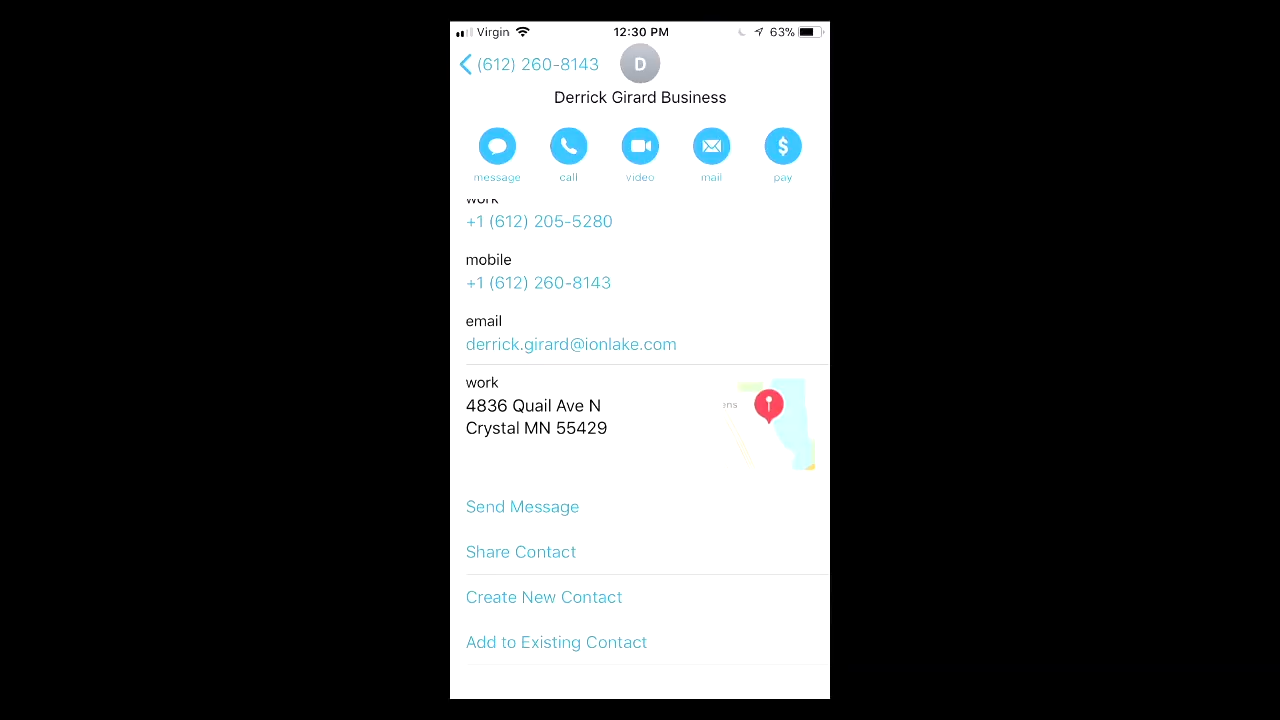 Virgin 12:30 PM 63%
(612) 260-8143 D
Derrick Girard Business
message call video mail pay
work
+1 (612) 205-5280
mobile
+1 (612) 260-8143
email
derrick.girard@ionlake.com
work
4836 Quail Ave N
Crystal MN 55429
ens
Send Message
Share Contact
Create New Contact
Add to Existing Contact